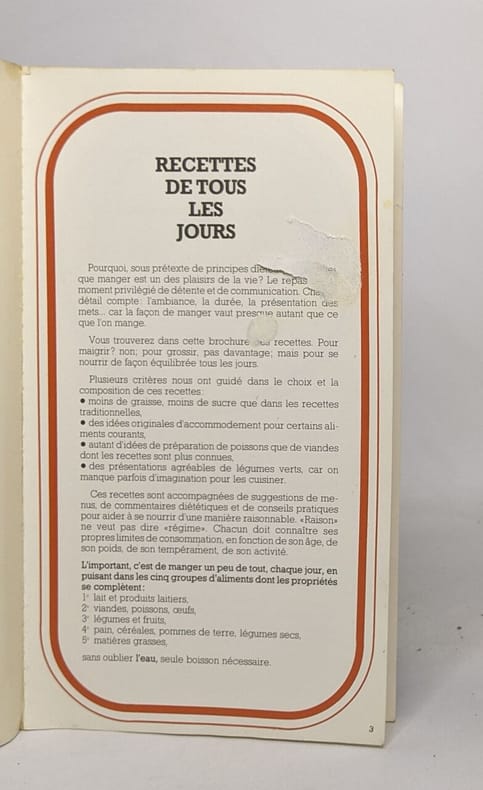 RECETTES
DE TOUS
LES
JOURS
Pourquoi, sous prétexte de principes
que manger est un des plaisirs de la vie? Le repas
moment privilégié de détente et de communication.
détail compte: l'ambiance, la durée, la présentation des
mets... car la façon de manger vaut presque autant que ce
que l'on mange.
Vous trouverez dans cette brochure recettes. Pour
maigrir? non; pour grossir, pas davantage; mais pour se
nourrir de façon équilibrée tous les jours.
Plusieurs critères nous ont guidé dans le choix et la
composition de ces recettes:
● moins de graisse, moins de sucre que dans les recettes
traditionnelles,
● des idées originales d'accommodement pour certains ali-
ments courants,
● autant d'idées de préparation de poissons que de viandes
dont les recettes sont plus connues,
● des présentations agréables de légumes verts, car on
manque parfois d'imagination pour les cuisiner.
Ces recettes sont accompagnées de suggestions de me-
nus, de commentaires diététiques et de conseils pratiques
pour aider à se nourrir d'une manière raisonnable. «Raison»
ne veut pas dire «régime». Chacun doit connaître ses
propres limites de consommation, en fonction de son âge, de
son poids, de son tempérament, de son activité.
L'important, c'est de manger un peu de tout, chaque jour, en
puisant dans les cinq groupes d'aliments dont les propriétés
se complètent:
1° lait et produits laitiers,
2° viandes, poissons, œufs,
3° légumes et fruits,
4° pain, céréales, pommes de terre, légumes secs,
5° matières grasses,
sans oublier l'eau, seule boisson nécessaire.
3